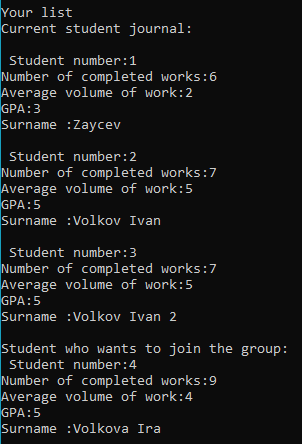 Your list
Current student journal:
Student number:1
Number of completed works:6
Average volume of work:2
GPA:3
Surname :Zaycev
Student number:2
Number of completed works:7
Average volume of work:5
GPA:5
Surname :Volkov Ivan
Student number:3
Number of completed works:7
Average volume of work:5
GPA:5
Surname :Volkov Ivan 2
Student who wants to join the group:
Student number:4
Number of completed works:9
Average volume of work:4
GPA:5
Surname :Volkova Ira